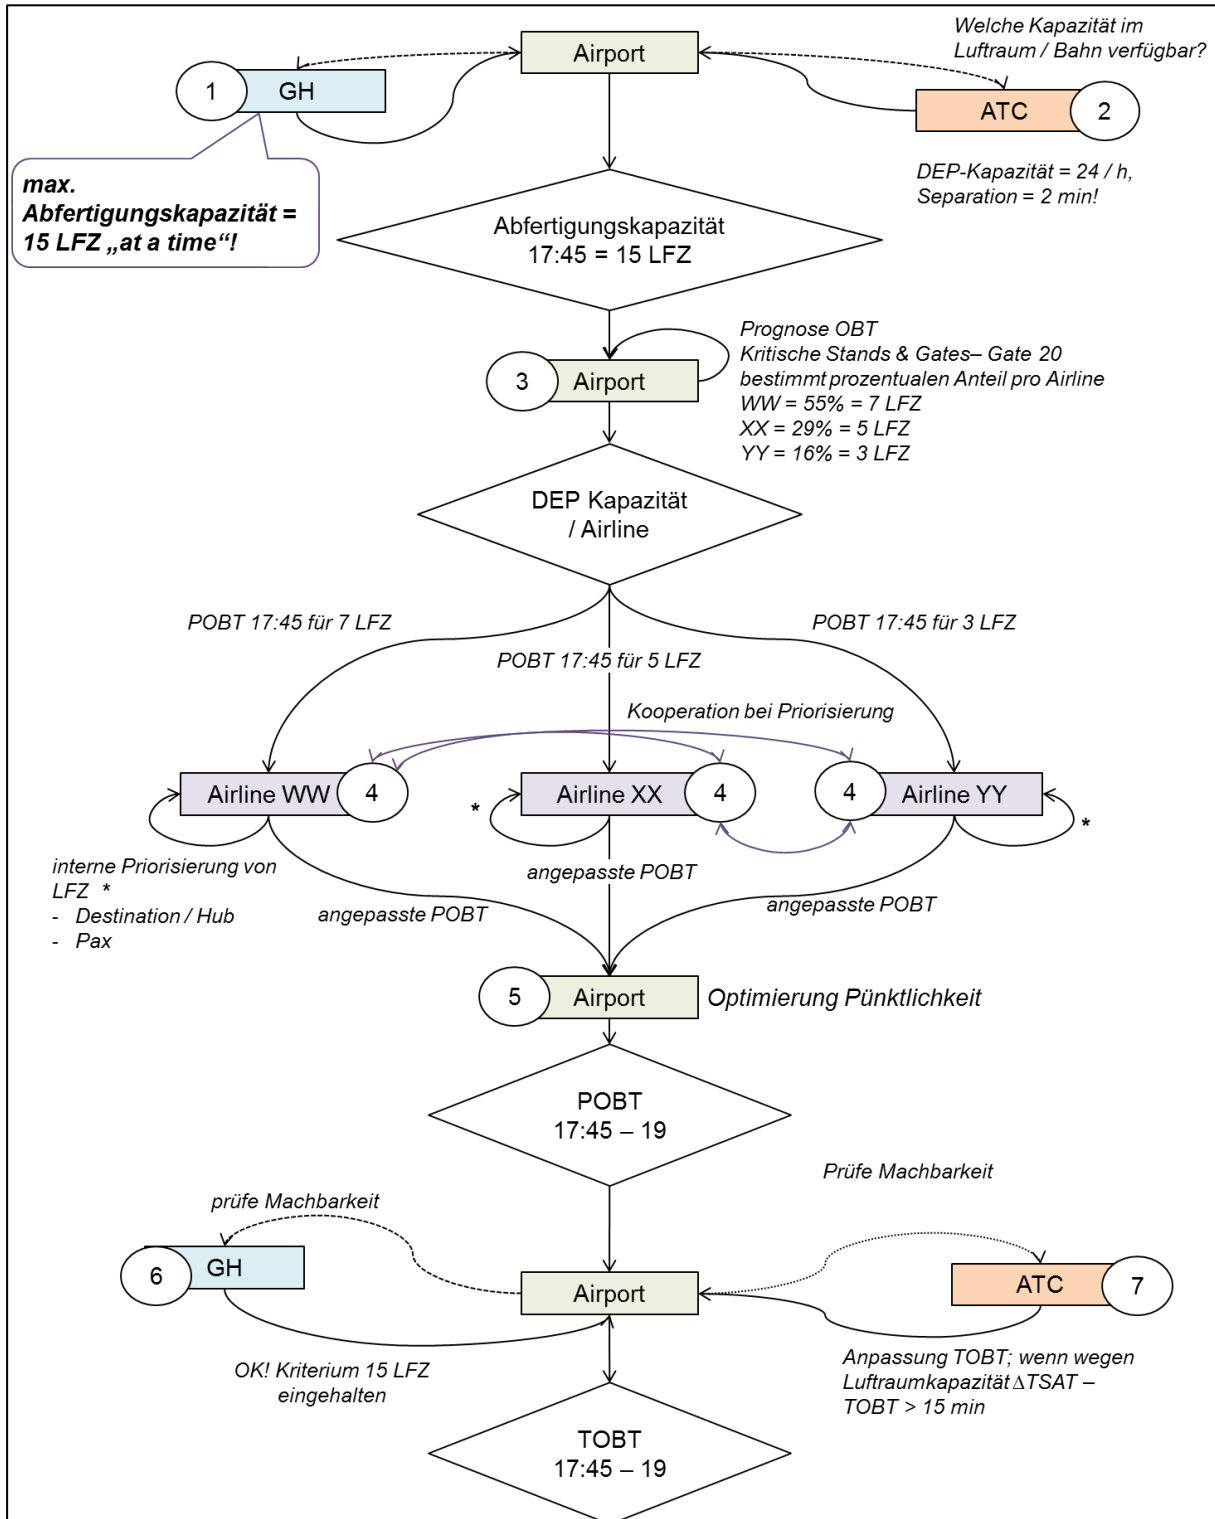 Welche Kapazität im
Luftraum / Bahn verfügbar?
Airport
1
GH
ATC
2
max.
Abfertigungskapazität =
15 LFZ „at a time“!
DEP-Kapazität = 24 / h,
Separation = 2 min!
Abfertigungskapazität
17:45 = 15 LFZ
3
Airport
Prognose OBT
Kritische Stands & Gates– Gate 20
bestimmt prozentualen Anteil pro Airline
WW = 55% = 7 LFZ
XX = 29% = 5 LFZ
YY = 16% = 3 LFZ
DEP Kapazität
/ Airline
POBT 17:45 für 7 LFZ
POBT 17:45 für 5 LFZ
POBT 17:45 für 3 LFZ
Kooperation bei Priorisierung
Airline WW
4
*
Airline XX
4
4
Airline YY
*
interne Priorisierung von
LFZ *
- Destination / Hub
- Pax
angepasste POBT
angepasste POBT
angepasste POBT
5
Airport
Optimierung Pünktlichkeit
POBT
17:45 – 19
prüfe Machbarkeit
Prüfe Machbarkeit
6
GH
Airport
ATC
7
OK! Kriterium 15 LFZ
eingehalten
Anpassung TOBT; wenn wegen
Luftraumkapazität ∆TSAT –
TOBT > 15 min
TOBT
17:45 – 19